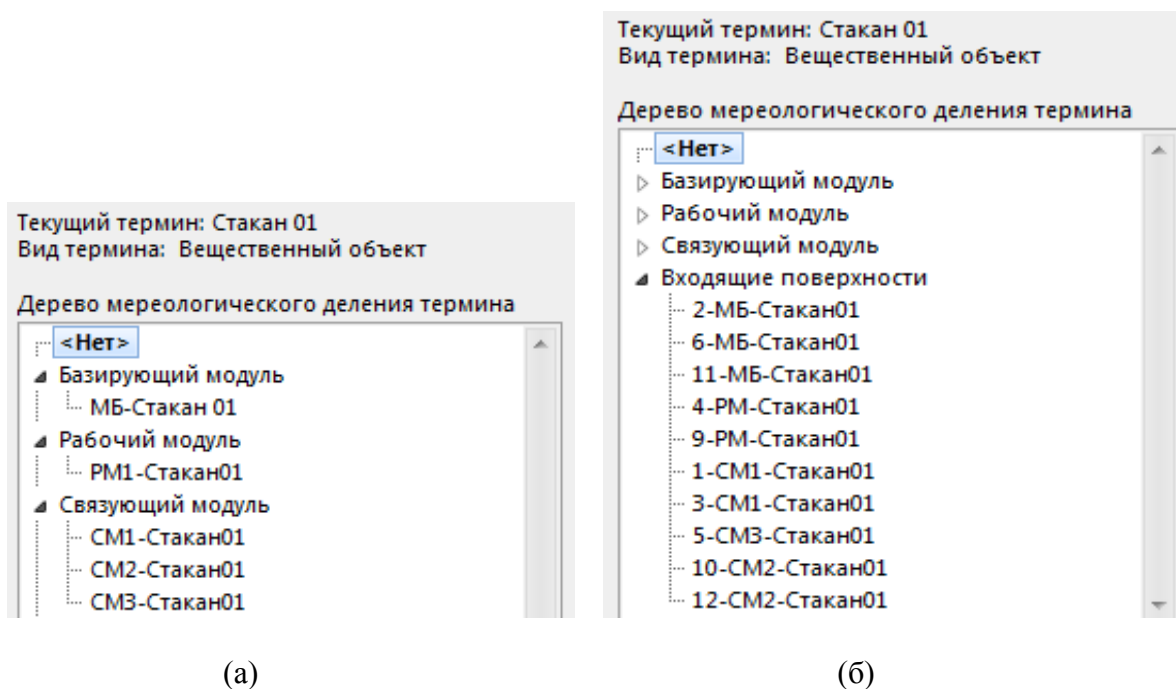 Текущий термин: Стакан 01
Вид термина: Вещественный объект
Дерево мереологического деления термина
<Нет>
Базирующий модуль
МБ-Стакан 01
Рабочий модуль
РМ1-Стакан01
Связующий модуль
СМ1-Стакан01
СМ2-Стакан01
СМ3-Стакан01
(а)
Текущий термин: Стакан 01
Вид термина: Вещественный объект
Дерево мереологического деления термина
<Нет>
Базирующий модуль
Рабочий модуль
Связующий модуль
Входящие поверхности
2-МБ-Стакан01
6-МБ-Стакан01
11-МБ-Стакан01
4-РМ-Стакан01
9-РМ-Стакан01
1-СМ1-Стакан01
3-СМ1-Стакан01
5-СМ3-Стакан01
10-СМ2-Стакан01
12-СМ2-Стакан01
(б)